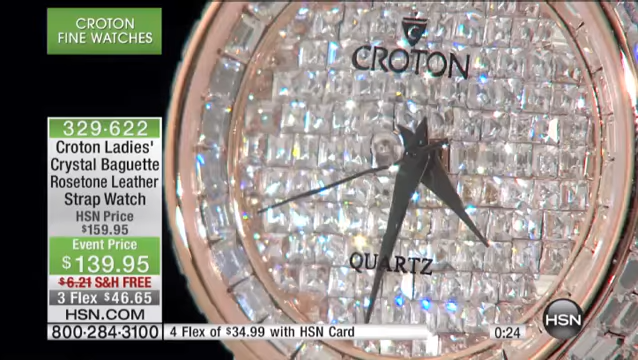 CROTON
FINE WATCHES
C
CROTON
QUARTZ
329·622
Croton Ladies'
Crystal Baguette
Rosetone Leather
Strap Watch
HSN Price
$159.95
Event Price
$139.95
$6.21 S&H FREE
3 Flex $46.65
HSN.COM
800-284-3100
4 Flex of $34.99 with HSN Card
0:24
HSN